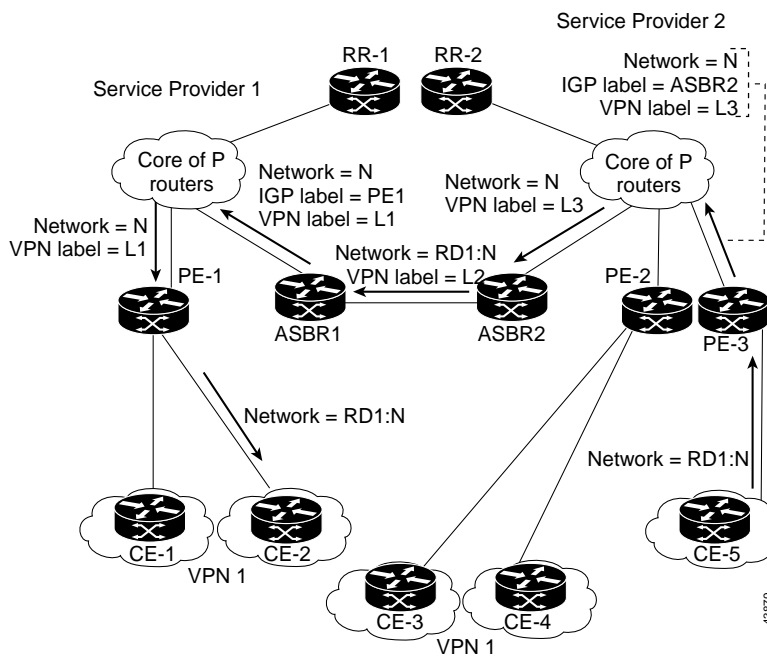 Service Provider 2
RR-1
RR-2
Service Provider 1
Network = N
IGP label = ASBR2
VPN label = L3
Core of P
routers
Network = N
IGP label = PE1
VPN label = L1
Network = N
VPN label = L3
Core of P
routers
Network = N
VPN label = L1
Network = RD1:N
VPN label = L2
PE-1
PE-2
ASBR1
ASBR2
PE-3
Network = RD1:N
Network = RD1:N
CE-1
CE-2
CE-5
VPN 1
CE-3
CE-4
VPN 1